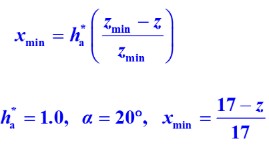 x_min = h_a^* ( (z_min − z) / z_min )
h_a^* = 1.0, α = 20°, x_min = (17 − z) / 17